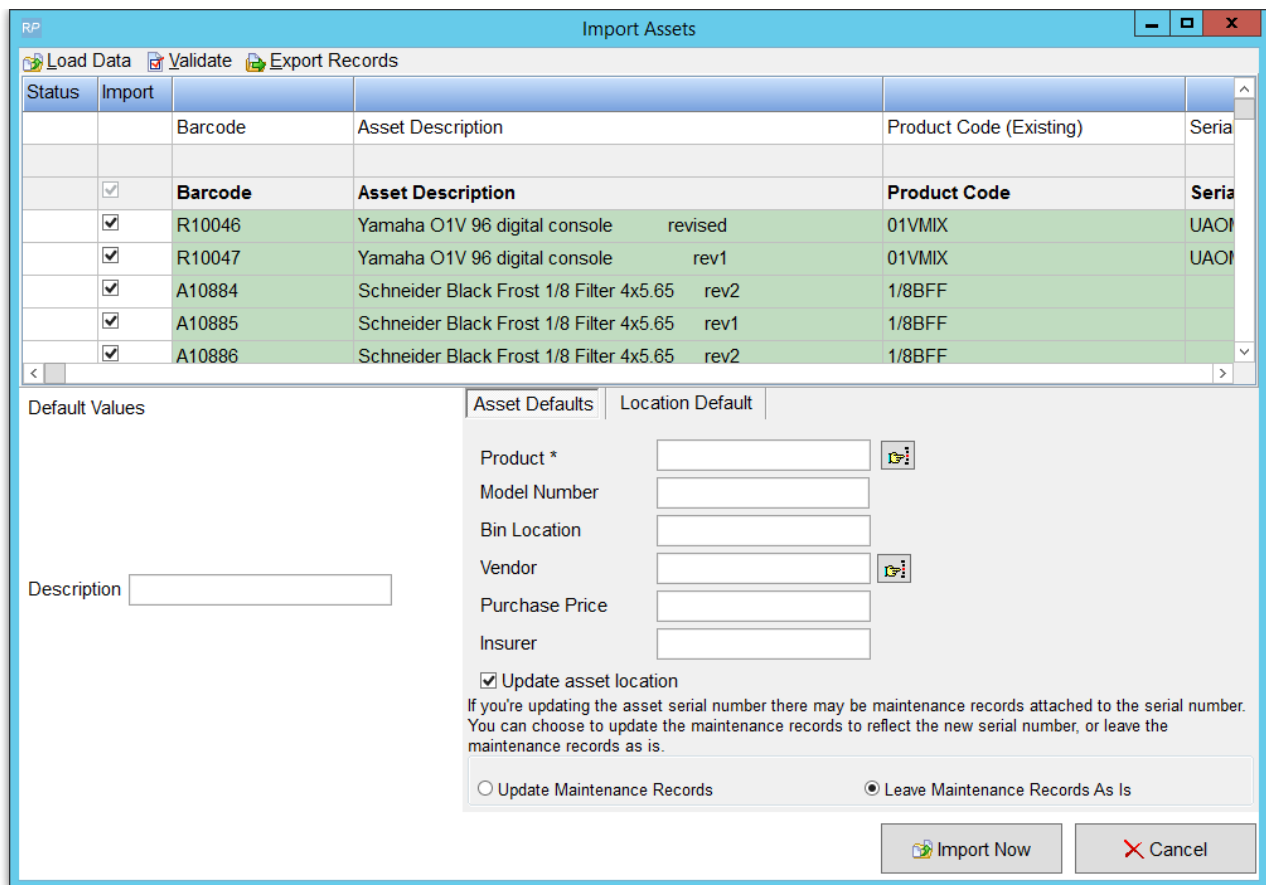 RP Import Assets
Load Data Validate Export Records
Status Import
Barcode Asset Description Product Code (Existing) Seria
Barcode Asset Description Product Code Seria
R10046 Yamaha O1V 96 digital console revised 01VMIX UAOM
R10047 Yamaha O1V 96 digital console rev1 01VMIX UAOM
A10884 Schneider Black Frost 1/8 Filter 4x5.65 rev2 1/8BFF
A10885 Schneider Black Frost 1/8 Filter 4x5.65 rev1 1/8BFF
A10886 Schneider Black Frost 1/8 Filter 4x5.65 rev2 1/8BFF
Default Values
Description
Asset Defaults Location Default
Product *
Model Number
Bin Location
Vendor
Purchase Price
Insurer
Update asset location
If you're updating the asset serial number there may be maintenance records attached to the serial number.
You can choose to update the maintenance records to reflect the new serial number, or leave the
maintenance records as is.
Update Maintenance Records Leave Maintenance Records As Is
Import Now Cancel